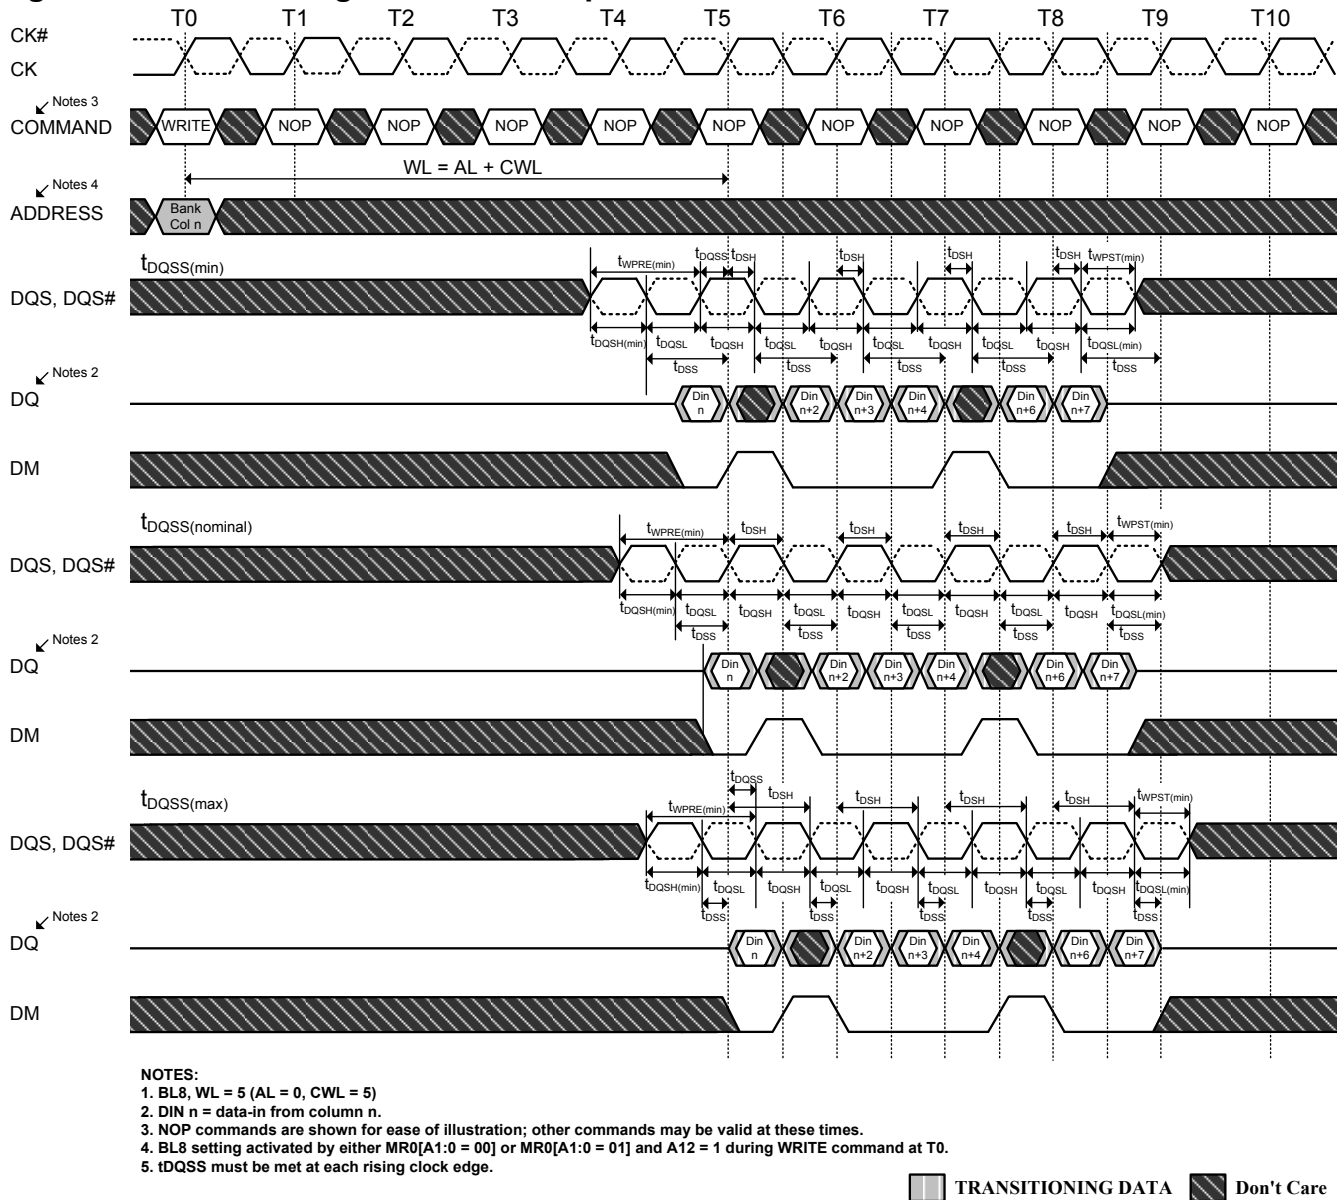 T0 T1 T2 T3 T4 T5 T6 T7 T8 T9 T10
CK#
CK
Notes 3
COMMAND WRITE NOP NOP NOP NOP NOP NOP NOP NOP NOP NOP
WL = AL + CWL
Notes 4
ADDRESS Bank Col n
tDQSS(min) tWPRE(min) tDQSS tDSH tDSH tDSH tDSH tWPST(min)
DQS, DQS#
tDQSH(min) tDQSL tDQSH tDQSL tDQSH tDQSL tDQSH tDQSL tDQSH tDQSL(min)
tDSS tDSS tDSS tDSS tDSS
Notes 2
DQ Din n Din n+2 Din n+3 Din n+4 Din n+6 Din n+7
DM
tDQSS(nominal) tWPRE(min) tDSH tDSH tDSH tDSH tWPST(min)
DQS, DQS#
tDQSH(min) tDQSL tDQSH tDQSL tDQSH tDQSL tDQSH tDQSL tDQSH tDQSL(min)
tDSS tDSS tDSS tDSS tDSS
Notes 2
DQ Din n Din n+2 Din n+3 Din n+4 Din n+6 Din n+7
DM
tDQSS
tDQSS(max) tWPRE(min) tDSH tDSH tDSH tDSH tWPST(min)
DQS, DQS#
tDQSH(min) tDQSL tDQSH tDQSL tDQSH tDQSL tDQSH tDQSL tDQSH tDQSL(min)
tDSS tDSS tDSS tDSS tDSS
Notes 2
DQ Din n Din n+2 Din n+3 Din n+4 Din n+6 Din n+7
DM
NOTES:
1. BL8, WL = 5 (AL = 0, CWL = 5)
2. DIN n = data-in from column n.
3. NOP commands are shown for ease of illustration; other commands may be valid at these times.
4. BL8 setting activated by either MR0[A1:0 = 00] or MR0[A1:0 = 01] and A12 = 1 during WRITE command at T0.
5. tDQSS must be met at each rising clock edge.
TRANSITIONING DATA Don't Care